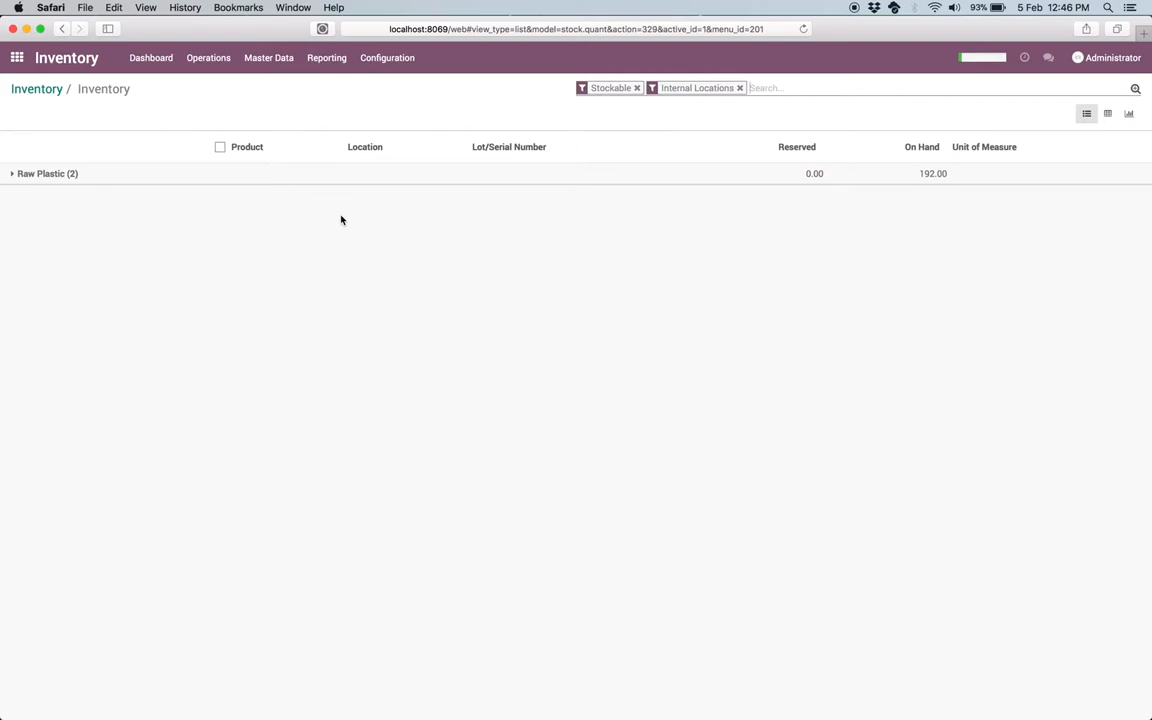 Safari File Edit View History Bookmarks Window Help 93% 5 Feb 12:46 PM
localhost:8069/web#view_type=list&model=stock.quant&action=329&active_id=1&menu_id=201
Inventory Dashboard Operations Master Data Reporting Configuration Administrator
Inventory / Inventory Stockable Internal Locations Search...
Product Location Lot/Serial Number Reserved On Hand Unit of Measure
Raw Plastic (2) 0.00 192.00